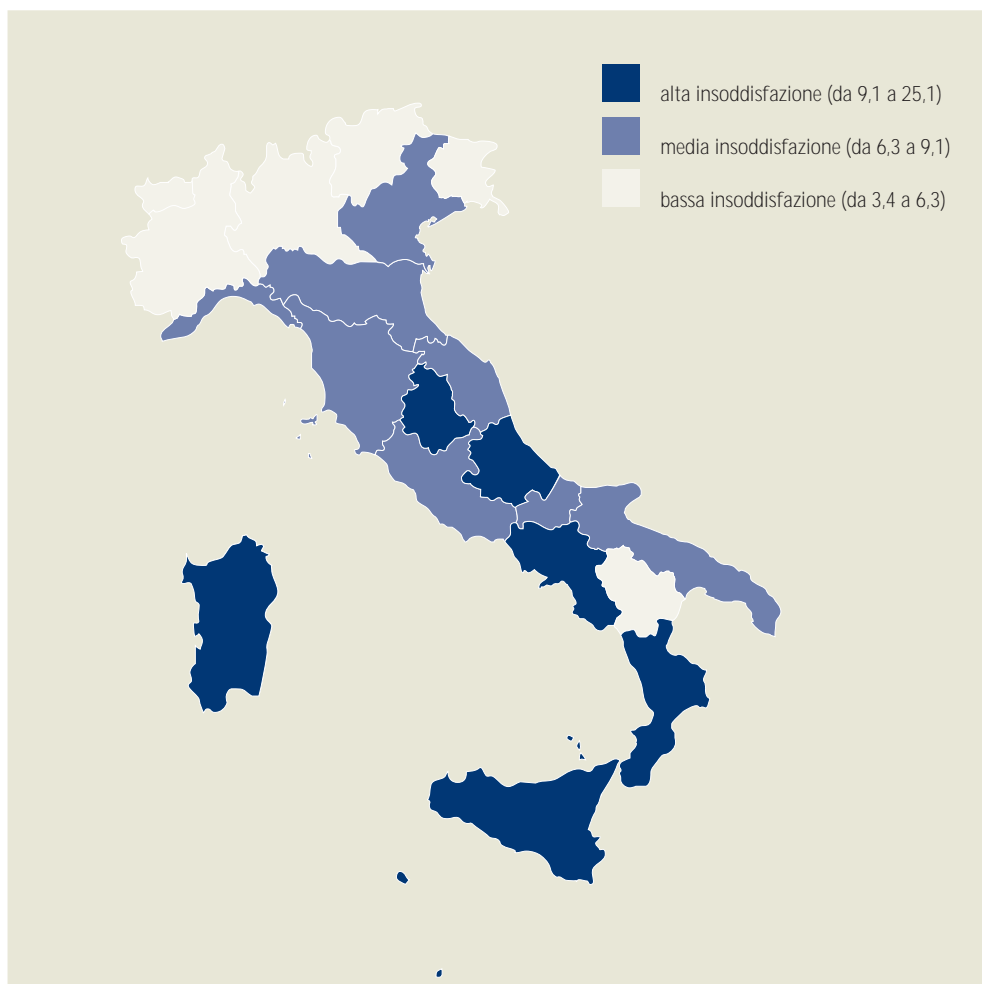 alta insoddisfazione (da 9,1 a 25,1)
media insoddisfazione (da 6,3 a 9,1)
bassa insoddisfazione (da 3,4 a 6,3)